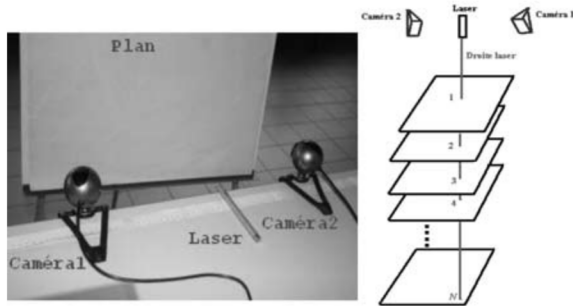 Plan
Caméra1
Laser
Caméra2
Caméra 2
Laser
Caméra 1
Droite laser
1
2
3
4
N